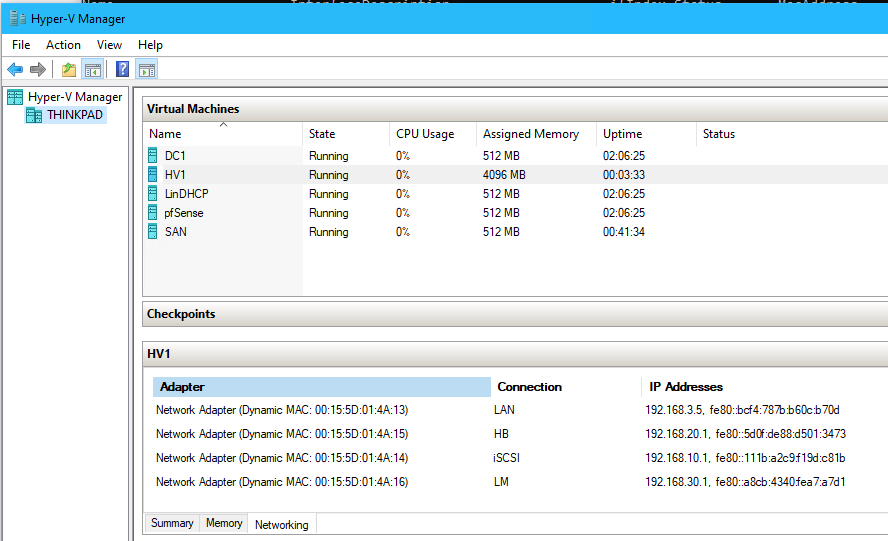 Name InterfaceDescription ifIndex Status MacAddress
Hyper-V Manager
File Action View Help
Hyper-V Manager
THINKPAD
Virtual Machines
Name State CPU Usage Assigned Memory Uptime Status
DC1 Running 0% 512 MB 02:06:25
HV1 Running 0% 4096 MB 00:03:33
LinDHCP Running 0% 512 MB 02:06:25
pfSense Running 0% 512 MB 02:06:25
SAN Running 0% 512 MB 00:41:34
Checkpoints
HV1
Adapter Connection IP Addresses
Network Adapter (Dynamic MAC: 00:15:5D:01:4A:13) LAN 192.168.3.5, fe80::bcf4:787b:b60c:b70d
Network Adapter (Dynamic MAC: 00:15:5D:01:4A:15) HB 192.168.20.1, fe80::5d0f:de88:d501:3473
Network Adapter (Dynamic MAC: 00:15:5D:01:4A:14) iSCSI 192.168.10.1, fe80::111b:a2c9:f19d:c81b
Network Adapter (Dynamic MAC: 00:15:5D:01:4A:16) LM 192.168.30.1, fe80::a8cb:4340:fea7:a7d1
Summary Memory Networking